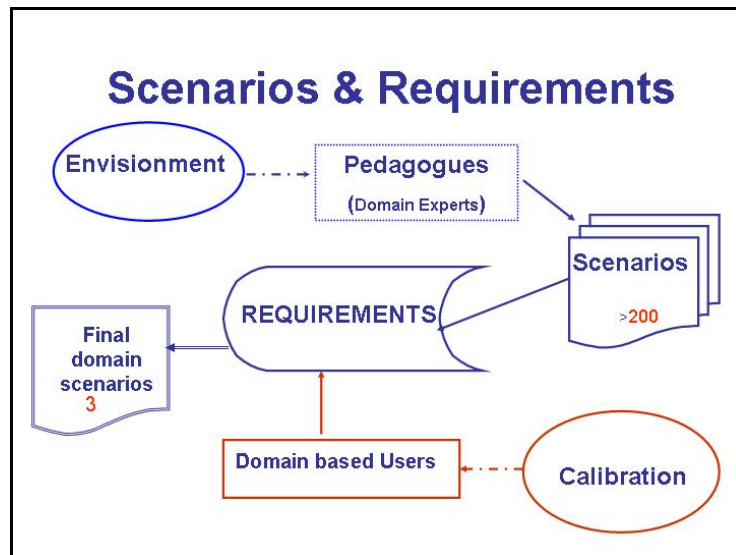 Scenarios & Requirements
Envisionment
Pedagogues
(Domain Experts)
Scenarios
>200
REQUIREMENTS
Final
domain
scenarios
3
Domain based Users
Calibration